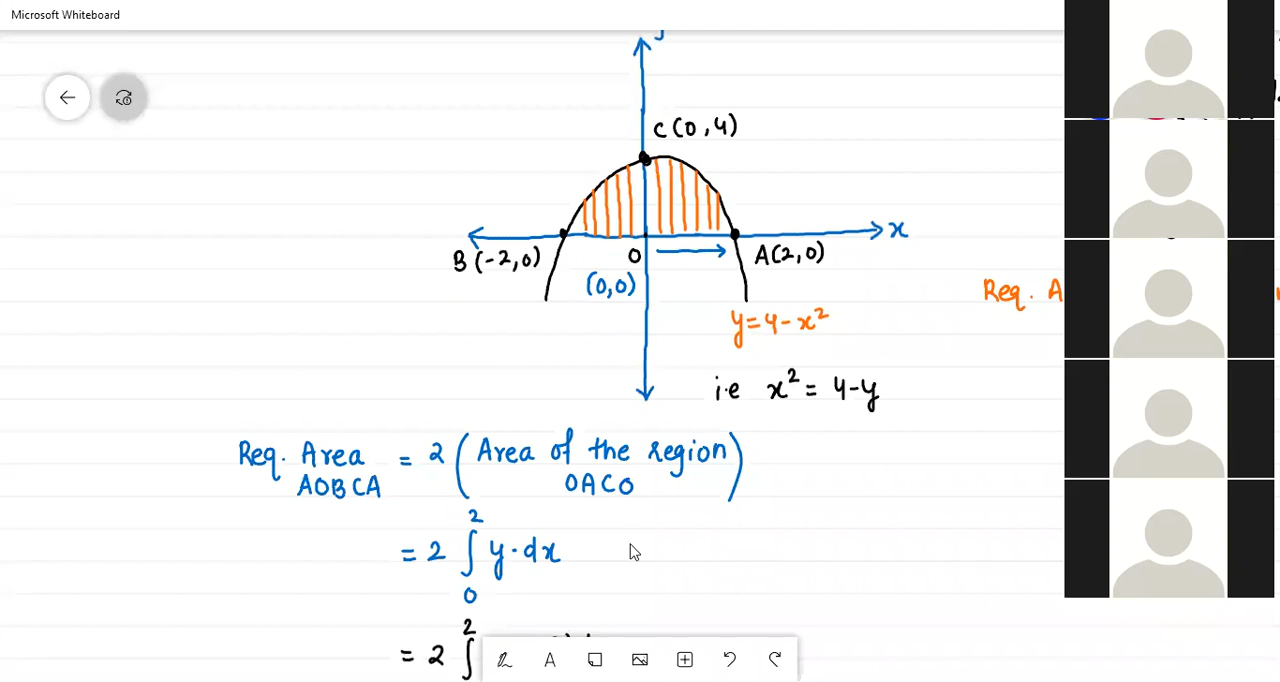 Microsoft Whiteboard
C(0,4)
x
B(-2,0)
O
A(2,0)
(0,0)
Req. A
y=4-x²
i.e x² = 4-y
Req. Area = 2 (Area of the region)
AOBCA OACO
= 2 ∫₀² y·dx
2
= 2 ∫
A